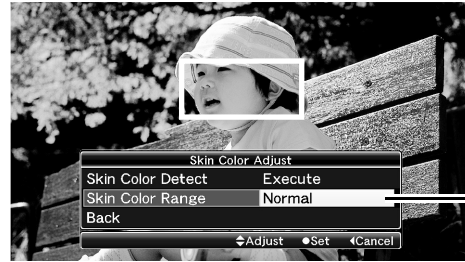 Skin Color Adjust
Skin Color Detect Execute
Skin Color Range Normal
Back
Adjust Set Cancel